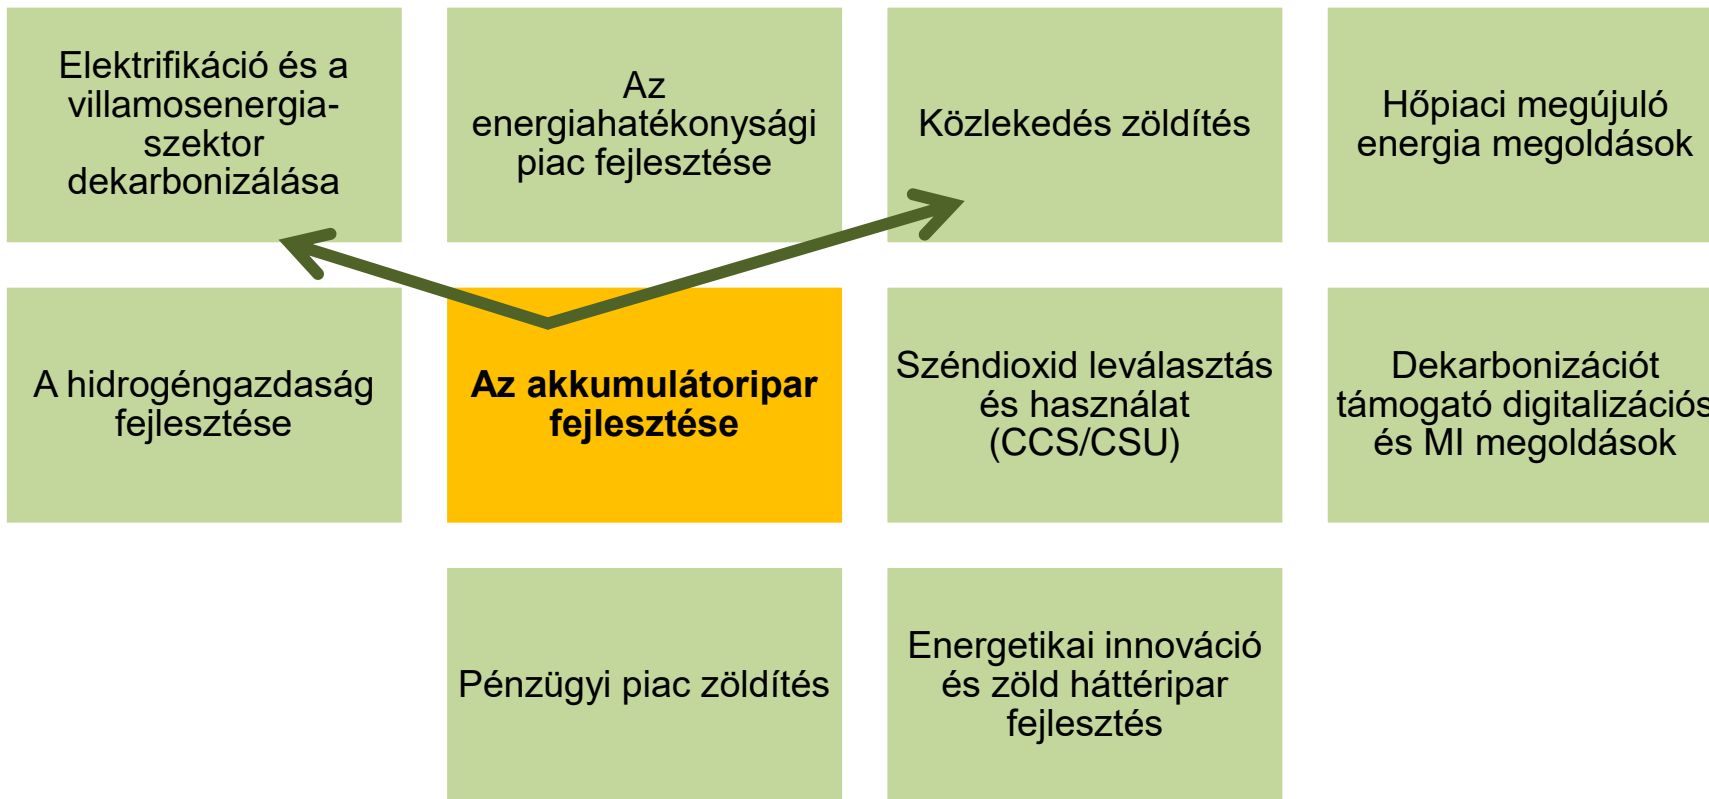 Elektrifikáció és a
villamosenergia-
szektor
dekarbonizálása
Az
energiahatékonysági
piac fejlesztése
Közlekedés zöldítés
Hőpiaci megújuló
energia megoldások
A hidrogéngazdaság
fejlesztése
Az akkumulátoripar
fejlesztése
Széndioxid leválasztás
és használat
(CCS/CSU)
Dekarbonizációt
támogató digitalizációs
és MI megoldások
Pénzügyi piac zöldítés
Energetikai innováció
és zöld háttéripar
fejlesztés